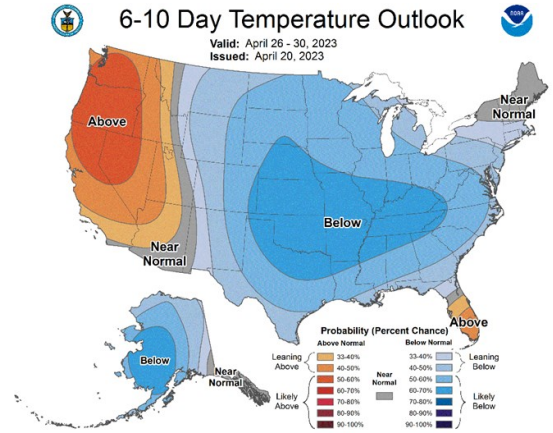 6-10 Day Temperature Outlook
Valid: April 26 - 30, 2023
Issued: April 20, 2023
NOAA
Above
Near
Normal
Below
Near
Normal
Above
Below
Near
Normal
Probability (Percent Chance)
Above Normal
Below Normal
Leaning
Above
33-40%
40-50%
Likely
Above
50-60%
60-70%
70-80%
80-90%
90-100%
Near
Normal
33-40%
40-50%
Leaning
Below
50-60%
60-70%
70-80%
80-90%
90-100%
Likely
Below